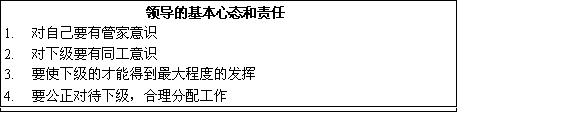 领导的基本心态和责任
1. 对自己要有管家意识
2. 对下级要有同工意识
3. 要使下级的才能得到最大程度的发挥
4. 要公正对待下级，合理分配工作